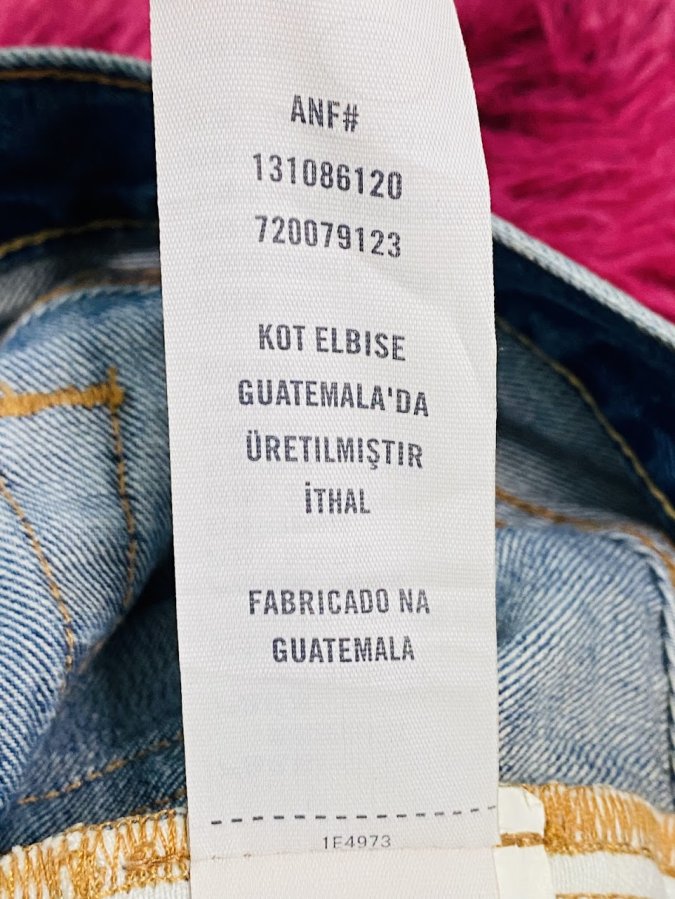 ANF#
131086120
720079123
KOT ELBISE
GUATEMALA'DA
ÜRETILMIŞTIR
İTHAL
FABRICADO NA
GUATEMALA
1E4973